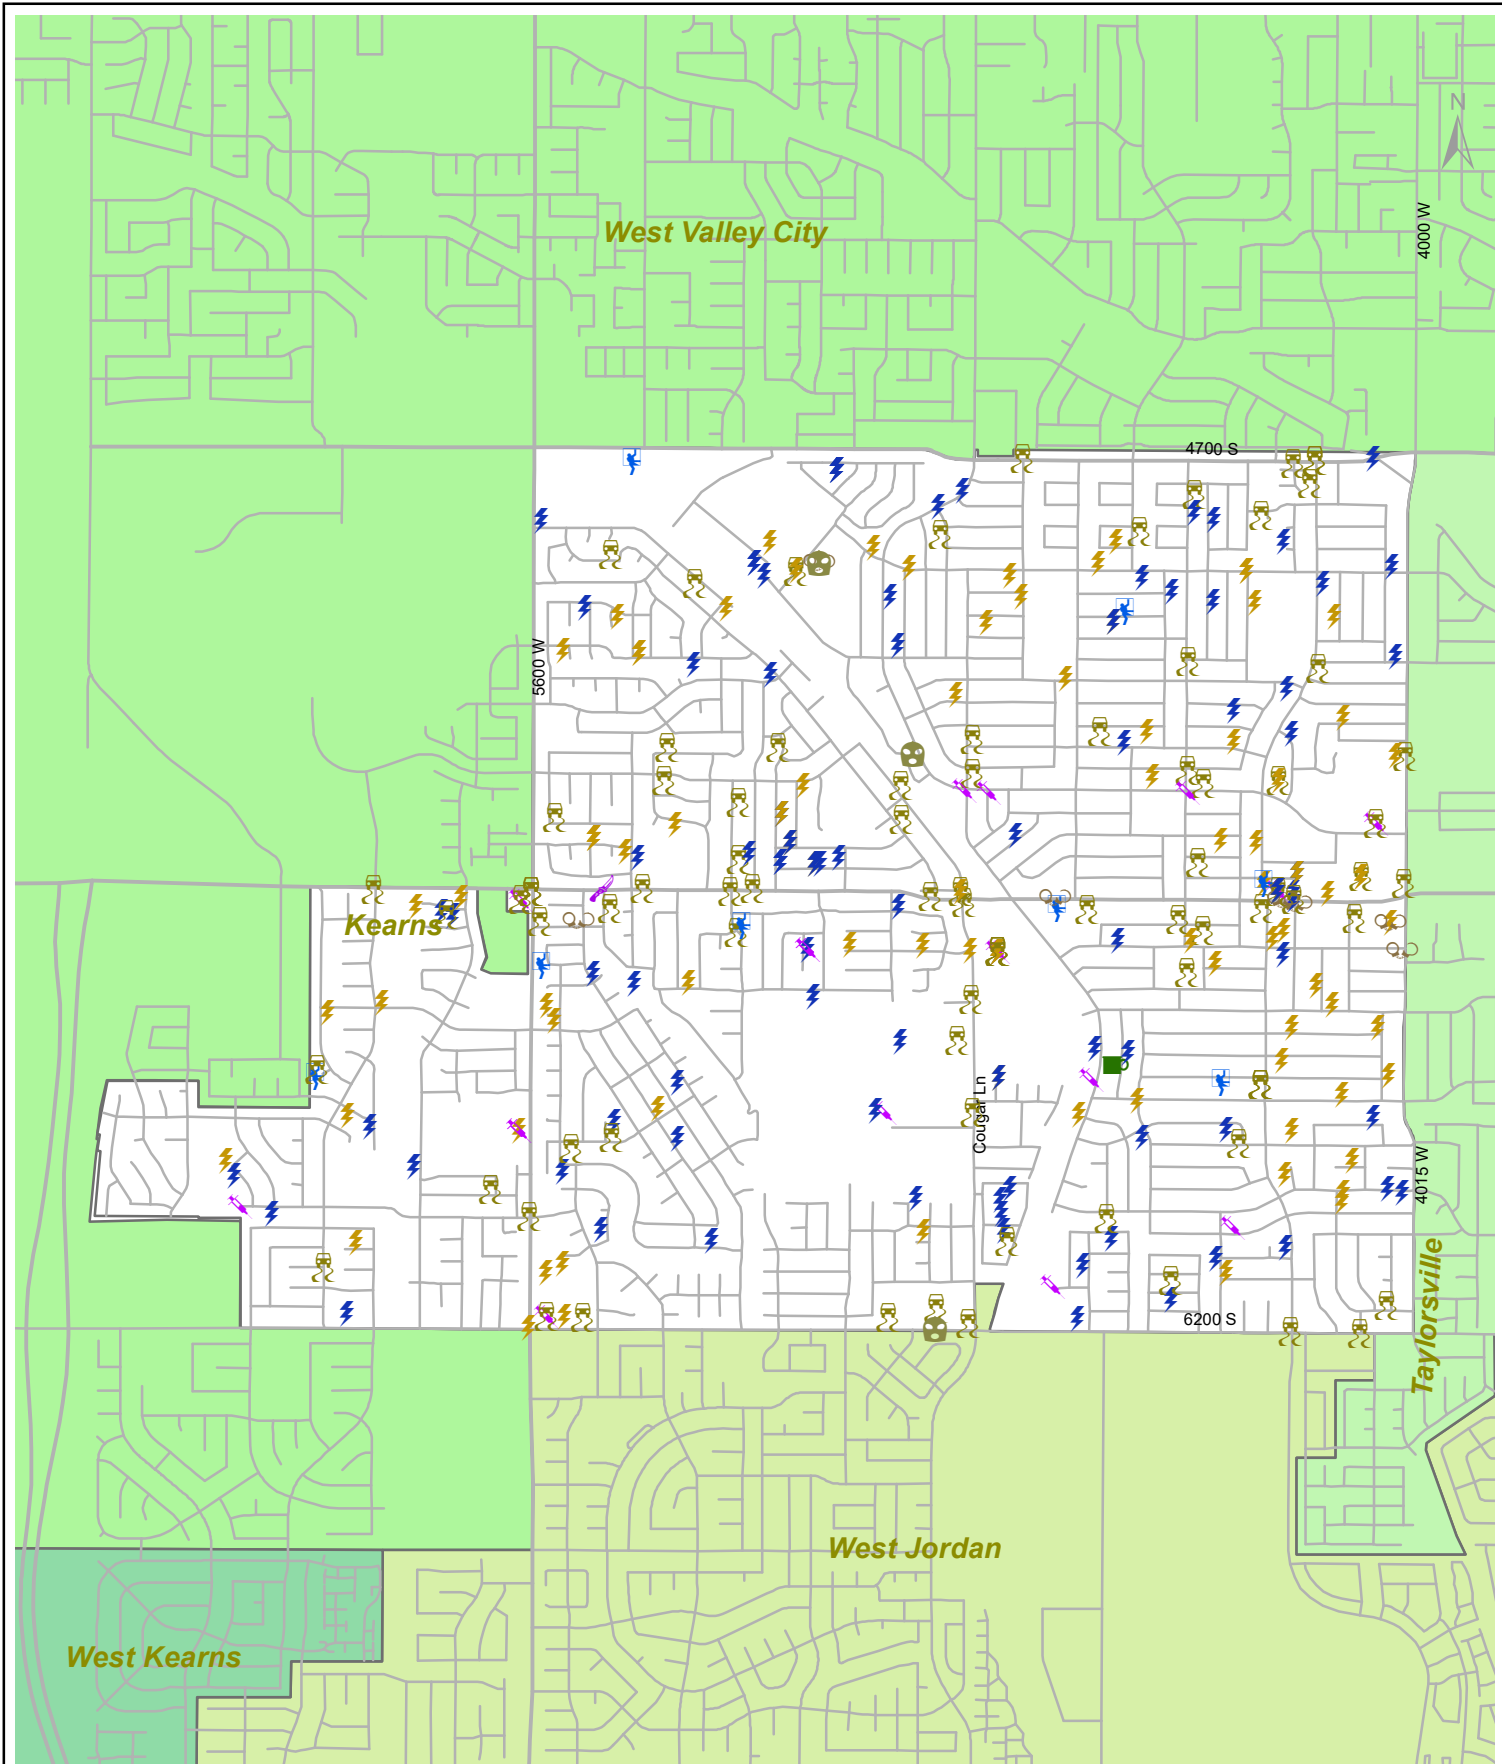 N
4000 W
West Valley City
4700 S
5600 W
Kearns
Cougar Ln
4015 W
Taylorsville
6200 S
West Jordan
West Kearns